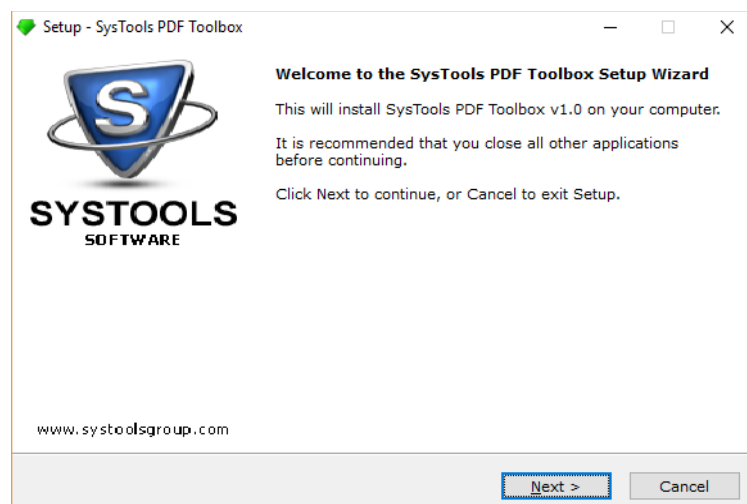 Setup - SysTools PDF Toolbox
Welcome to the SysTools PDF Toolbox Setup Wizard
This will install SysTools PDF Toolbox v1.0 on your computer.
It is recommended that you close all other applications
before continuing.
Click Next to continue, or Cancel to exit Setup.
S
SYSTOOLS
SOFTWARE
www.systoolsgroup.com
Next >
Cancel